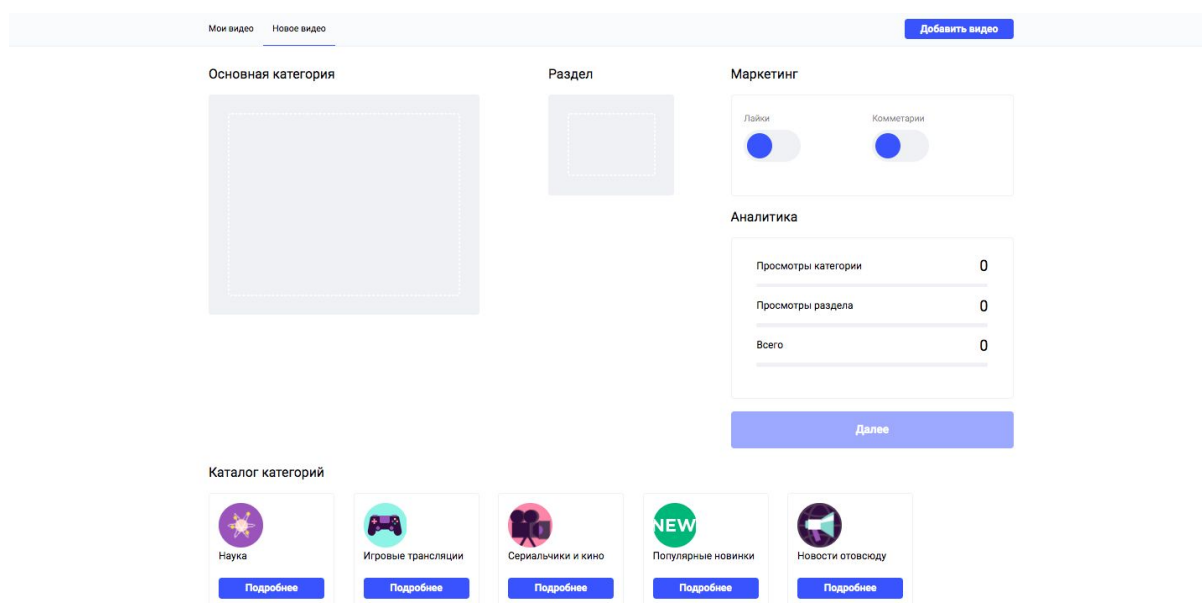 Мои видео Новое видео Добавить видео
Основная категория Раздел Маркетинг
Лайки Комметарии
Аналитика
Просмотры категории 0
Просмотры раздела 0
Всего 0
Далее
Каталог категорий
NEW
Наука Игровые трансляции Сериальчики и кино Популярные новинки Новости отовсюду
Подробнее Подробнее Подробнее Подробнее Подробнее